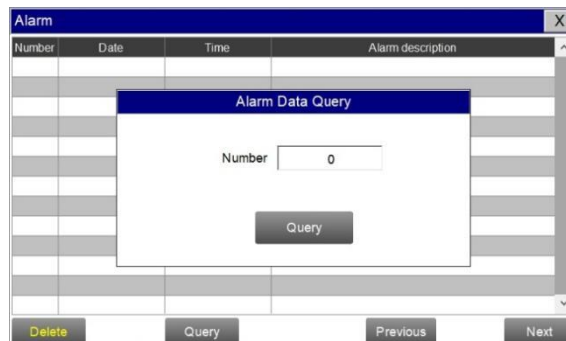 Alarm X
Number Date Time Alarm description
Alarm Data Query
Number 0
Query
Delete Query Previous Next